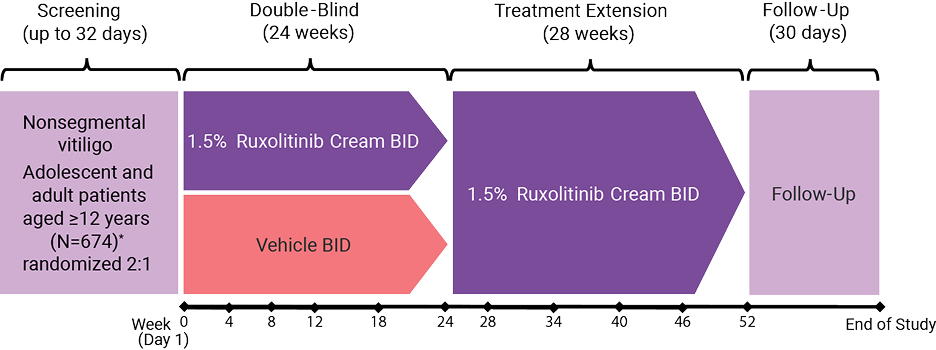 Screening
(up to 32 days)
Double-Blind
(24 weeks)
Treatment Extension
(28 weeks)
Follow-Up
(30 days)
Nonsegmental
vitiligo
Adolescent and
adult patients
aged ≥12 years
(N=674)*
randomized 2:1
1.5% Ruxolitinib Cream BID
Vehicle BID
1.5% Ruxolitinib Cream BID
Follow-Up
Week 0 4 8 12 18 24 28 34 40 46 52 End of Study
(Day 1)